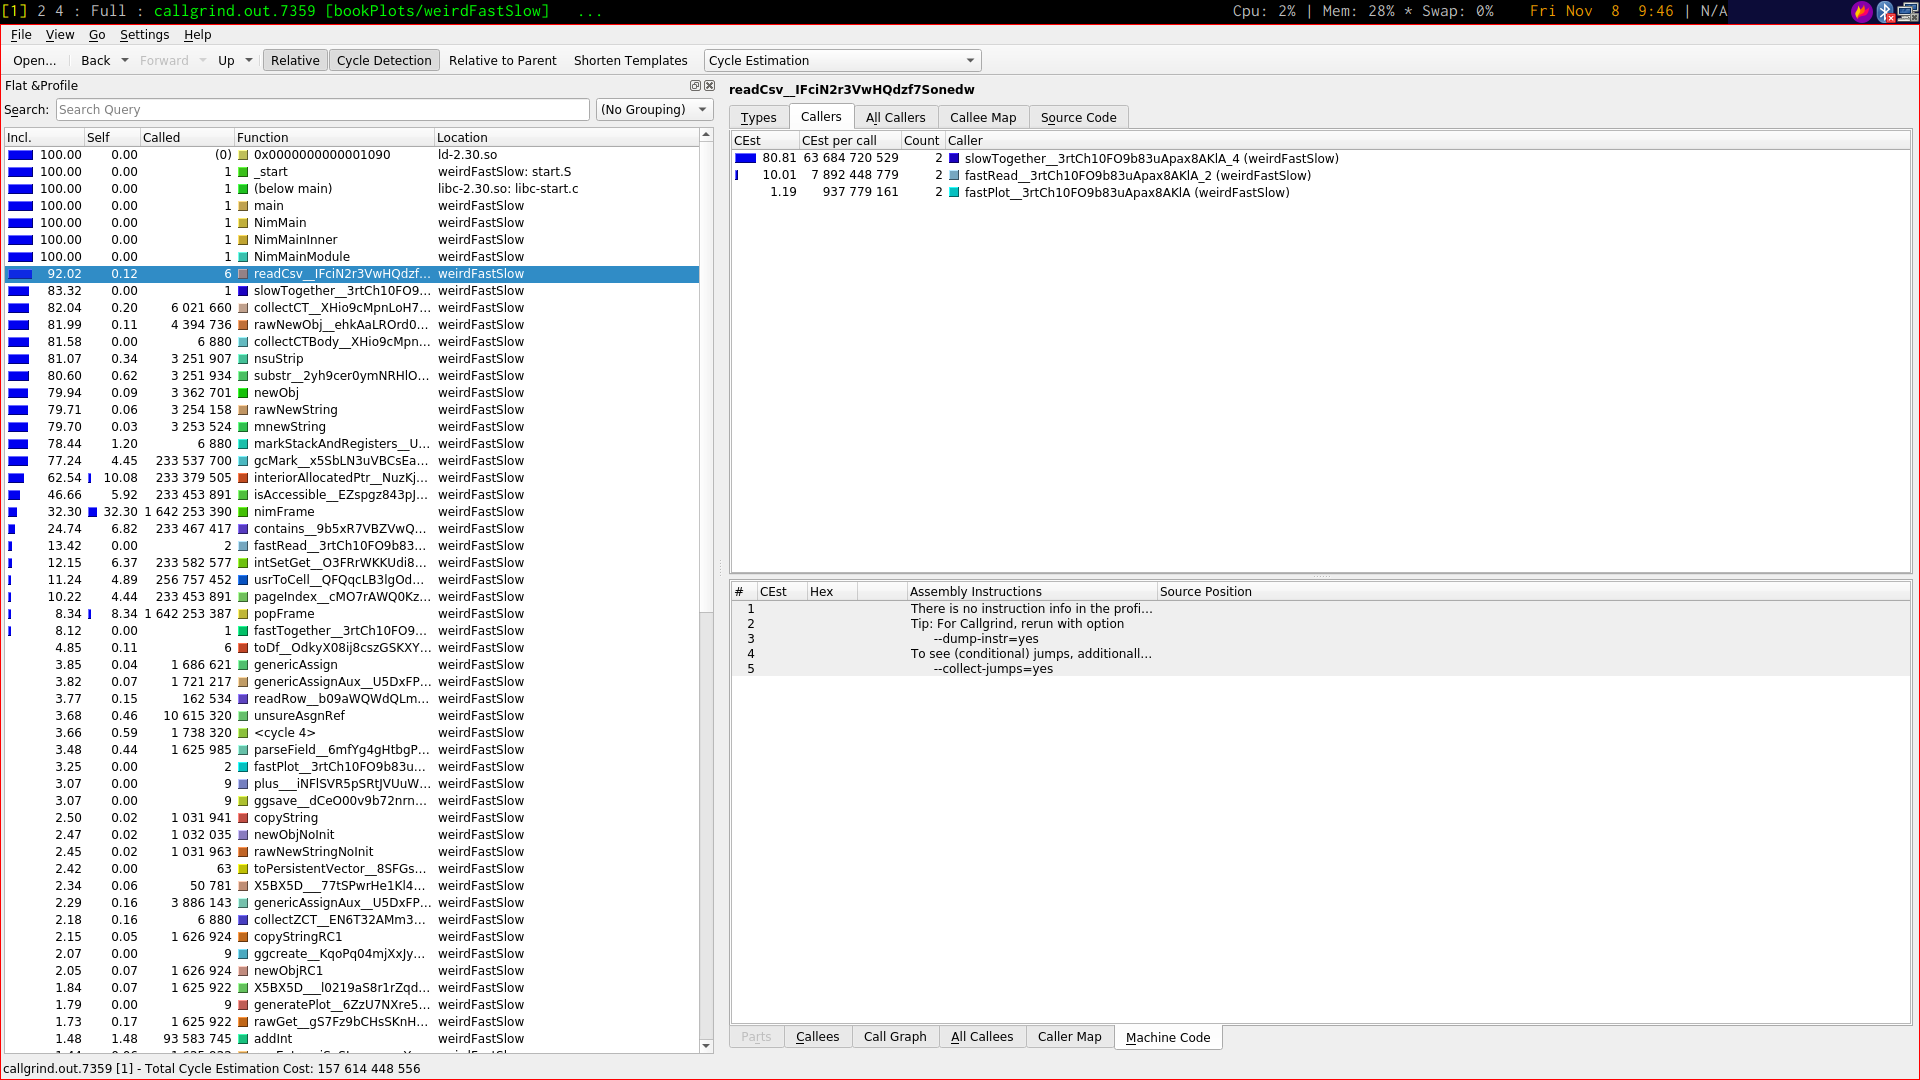 [1] 2 4 : Full : callgrind.out.7359 [bookPlots/weirdFastSlow] ... Cpu: 2% | Mem: 28% * Swap: 0% Fri Nov 8 9:46 | N/A
File View Go Settings Help
Open... Back Forward Up Relative Cycle Detection Relative to Parent Shorten Templates Cycle Estimation
Flat &Profile
Search: Search Query (No Grouping)
Incl. Self Called Function Location
100.00 0.00 (0) 0x0000000000001090 ld-2.30.so
100.00 0.00 1 _start weirdFastSlow: start.S
100.00 0.00 1 (below main) libc-2.30.so: libc-start.c
100.00 0.00 1 main weirdFastSlow
100.00 0.00 1 NimMain weirdFastSlow
100.00 0.00 1 NimMainInner weirdFastSlow
100.00 0.00 1 NimMainModule weirdFastSlow
92.02 0.12 6 readCsv__IFciN2r3VwHQdzf... weirdFastSlow
83.32 0.00 1 slowTogether__3rtCh10FO9... weirdFastSlow
82.04 0.20 6 021 660 collectCT__XHio9cMpnLoH7... weirdFastSlow
81.99 0.11 4 394 736 rawNewObj__ehkAaLROrd0... weirdFastSlow
81.58 0.00 6 880 collectCTBody__XHio9cMpn... weirdFastSlow
81.07 0.34 3 251 907 nsuStrip weirdFastSlow
80.60 0.62 3 251 934 substr__2yh9cer0ymNRHlO... weirdFastSlow
79.94 0.09 3 362 701 newObj weirdFastSlow
79.71 0.06 3 254 158 rawNewString weirdFastSlow
79.70 0.03 3 253 524 mnewString weirdFastSlow
78.44 1.20 6 880 markStackAndRegisters__U... weirdFastSlow
77.24 4.45 233 537 700 gcMark__x5SbLN3uVBCsEa... weirdFastSlow
62.54 10.08 233 379 505 interiorAllocatedPtr__NuzKj... weirdFastSlow
46.66 5.92 233 453 891 isAccessible__EZspgz843pJ... weirdFastSlow
32.30 32.30 1 642 253 390 nimFrame weirdFastSlow
24.74 6.82 233 467 417 contains__9b5xR7VBZVwQ... weirdFastSlow
13.42 0.00 2 fastRead__3rtCh10FO9b83... weirdFastSlow
12.15 6.37 233 582 577 intSetGet__O3FRrWKKUdi8... weirdFastSlow
11.24 4.89 256 757 452 usrToCell__QFQqcLB3lgOd... weirdFastSlow
10.22 4.44 233 453 891 pageIndex__cMO7rAWQ0Kz... weirdFastSlow
8.34 8.34 1 642 253 387 popFrame weirdFastSlow
8.12 0.00 1 fastTogether__3rtCh10FO9... weirdFastSlow
4.85 0.11 6 toDf__OdkyX08ij8cszGSKXY... weirdFastSlow
3.85 0.04 1 686 621 genericAssign weirdFastSlow
3.82 0.07 1 721 217 genericAssignAux__U5DxFP... weirdFastSlow
3.77 0.15 162 534 readRow__b09aWQWdQLm... weirdFastSlow
3.68 0.46 10 615 320 unsureAsgnRef weirdFastSlow
3.66 0.59 1 738 320 <cycle 4> weirdFastSlow
3.48 0.44 1 625 985 parseField__6mfYg4gHtbgP... weirdFastSlow
3.25 0.00 2 fastPlot__3rtCh10FO9b83u... weirdFastSlow
3.07 0.00 9 plus___iNFlSVR5pSRtJVUuW... weirdFastSlow
3.07 0.00 9 ggsave__dCeO00v9b72nrn... weirdFastSlow
2.50 0.02 1 031 941 copyString weirdFastSlow
2.47 0.02 1 032 035 newObjNoInit weirdFastSlow
2.45 0.02 1 031 963 rawNewStringNoInit weirdFastSlow
2.42 0.00 63 toPersistentVector__8SFGs... weirdFastSlow
2.34 0.06 50 781 X5BX5D___77tSPwrHe1Kl4... weirdFastSlow
2.29 0.16 3 886 143 genericAssignAux__U5DxFP... weirdFastSlow
2.18 0.16 6 880 collectZCT__EN6T32AMm3... weirdFastSlow
2.15 0.05 1 626 924 copyStringRC1 weirdFastSlow
2.07 0.00 9 ggcreate__KqoPq04mjXxJy... weirdFastSlow
2.05 0.07 1 626 924 newObjRC1 weirdFastSlow
1.84 0.07 1 625 922 X5BX5D___l0219aS8r1rZqd... weirdFastSlow
1.79 0.00 9 generatePlot__6ZzU7NXre5... weirdFastSlow
1.73 0.17 1 625 922 rawGet__gS7Fz9bCHsSKnH... weirdFastSlow
1.48 1.48 93 583 745 addInt weirdFastSlow
callgrind.out.7359 [1] - Total Cycle Estimation Cost: 157 614 448 556
readCsv__IFciN2r3VwHQdzf7Sonedw
Types Callers All Callers Callee Map Source Code
CEst CEst per call Count Caller
80.81 63 684 720 529 2 slowTogether__3rtCh10FO9b83uApax8AKlA_4 (weirdFastSlow)
10.01 7 892 448 779 2 fastRead__3rtCh10FO9b83uApax8AKlA_2 (weirdFastSlow)
1.19 937 779 161 2 fastPlot__3rtCh10FO9b83uApax8AKlA (weirdFastSlow)
# CEst Hex Assembly Instructions Source Position
1 There is no instruction info in the profi...
2 Tip: For Callgrind, rerun with option
3 --dump-instr=yes
4 To see (conditional) jumps, additionall...
5 --collect-jumps=yes
Parts Callees Call Graph All Callees Caller Map Machine Code